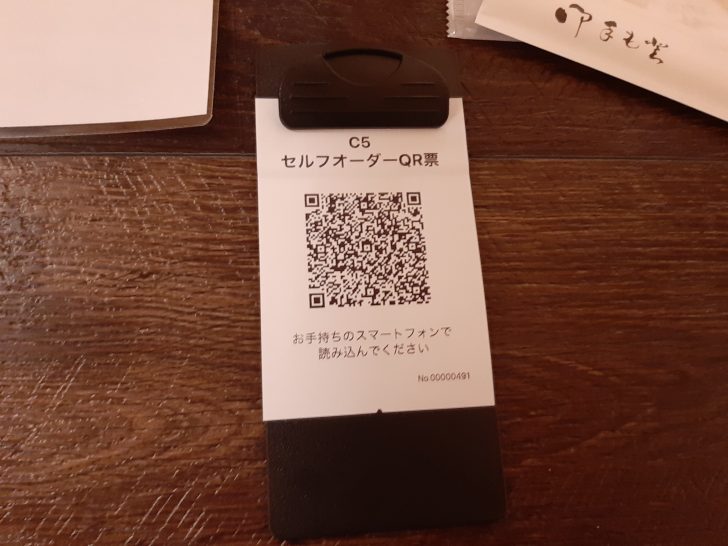 C5
セルフオーダーQR票
お手持ちのスマートフォンで
読み込んでください
No.00000491